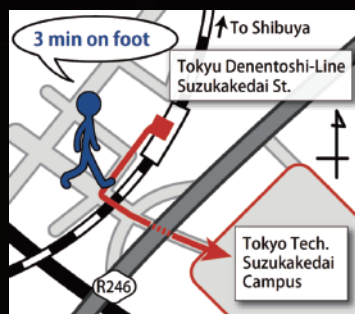 To Shibuya
3 min on foot
Tokyu Denentoshi-Line
Suzukakedai St.
Tokyo Tech.
Suzukakedai
Campus
R246